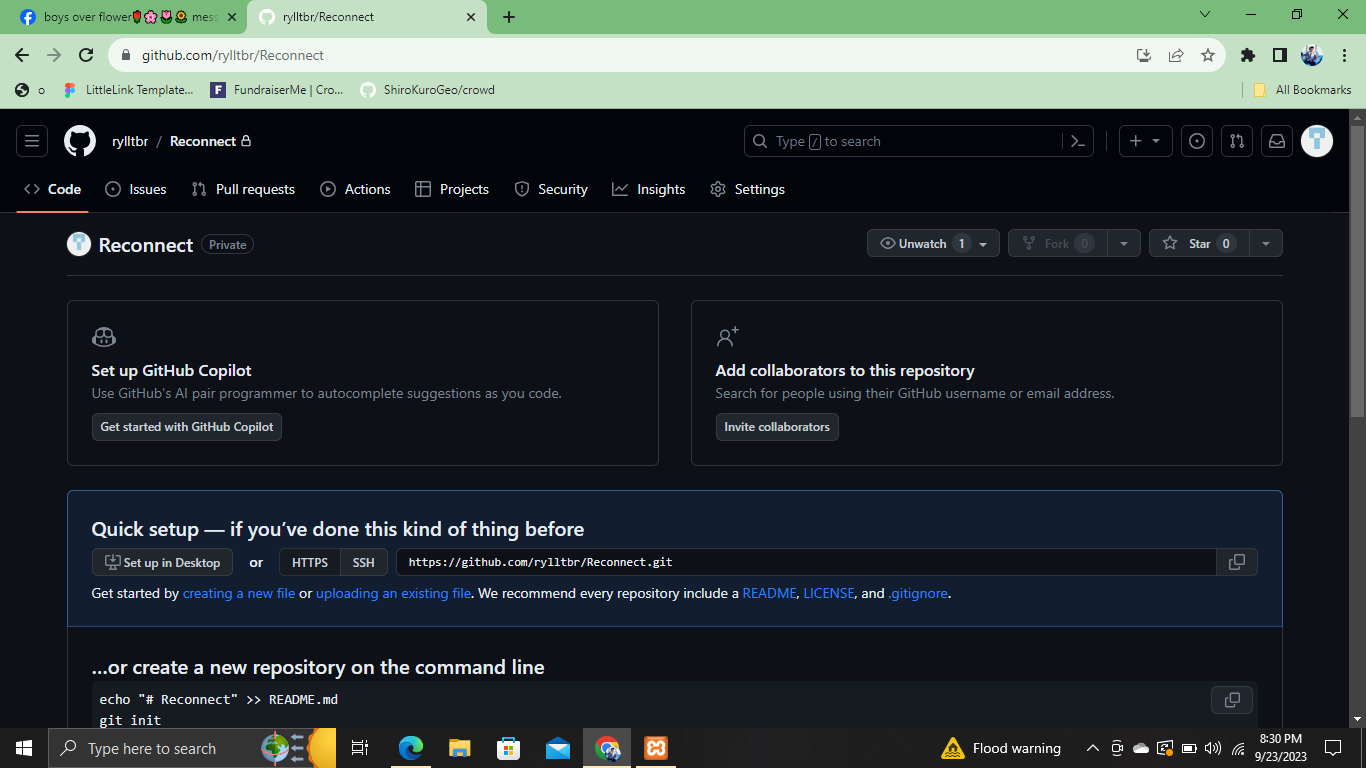 boys over flower🌹🌸🌷🌻 mess
rylltbr/Reconnect
github.com/rylltbr/Reconnect
o
LittleLink Template...
F
FundraiserMe | Cro...
ShiroKuroGeo/crowd
All Bookmarks
rylltbr / Reconnect
Type / to search
Code
Issues
Pull requests
Actions
Projects
Security
Insights
Settings
Reconnect
Private
Unwatch 1
Fork 0
Star 0
Set up GitHub Copilot
Use GitHub's AI pair programmer to autocomplete suggestions as you code.
Get started with GitHub Copilot
Add collaborators to this repository
Search for people using their GitHub username or email address.
Invite collaborators
Quick setup — if you’ve done this kind of thing before
Set up in Desktop or HTTPS SSH https://github.com/rylltbr/Reconnect.git
Get started by creating a new file or uploading an existing file. We recommend every repository include a README, LICENSE, and .gitignore.
…or create a new repository on the command line
echo "# Reconnect" >> README.md
git init
Type here to search
Flood warning
8:30 PM
9/23/2023